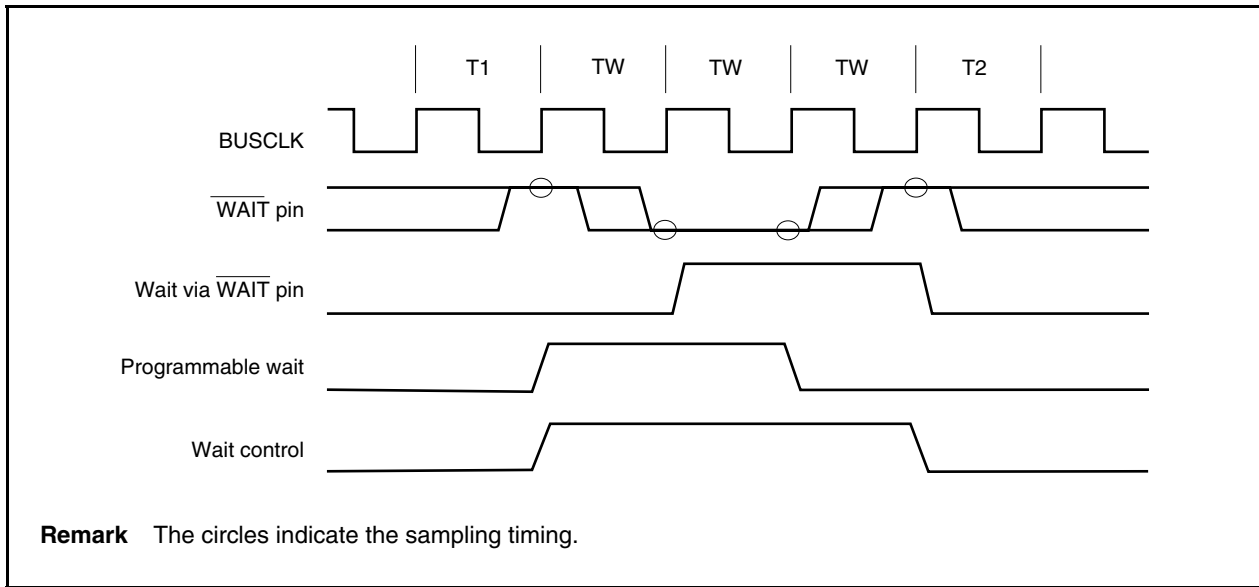 T1 TW TW TW T2
BUSCLK
WAIT pin
Wait via WAIT pin
Programmable wait
Wait control
Remark The circles indicate the sampling timing.